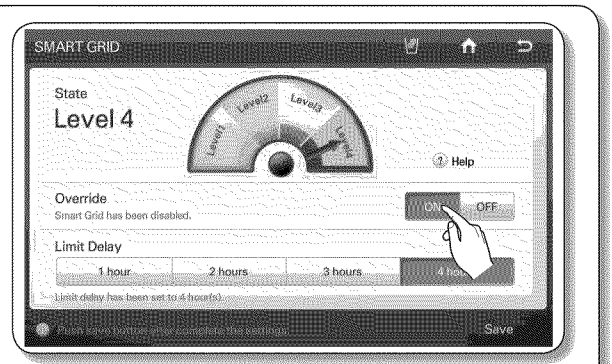 SMART GRID
State
Level 4
Level1
Level2
Level3
Level4
? Help
Override
ON OFF
Smart Grid has been disabled.
Limit Delay
1 hour 2 hours 3 hours 4 hou
Limit delay has been set to 4 hour(s)
Push save button after complete the settings. Save